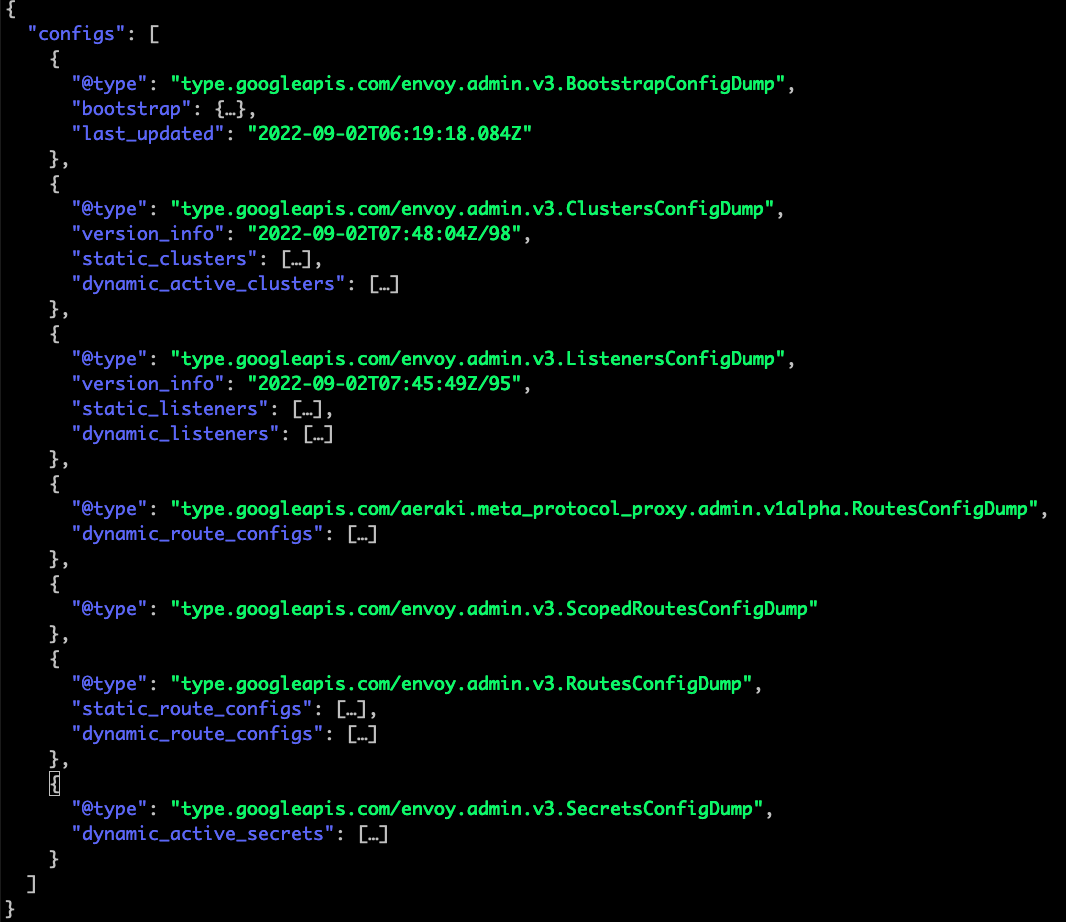 {
  "configs": [
    {
      "@type": "type.googleapis.com/envoy.admin.v3.BootstrapConfigDump",
      "bootstrap": {…},
      "last_updated": "2022-09-02T06:19:18.084Z"
    },
    {
      "@type": "type.googleapis.com/envoy.admin.v3.ClustersConfigDump",
      "version_info": "2022-09-02T07:48:04Z/98",
      "static_clusters": […],
      "dynamic_active_clusters": […]
    },
    {
      "@type": "type.googleapis.com/envoy.admin.v3.ListenersConfigDump",
      "version_info": "2022-09-02T07:45:49Z/95",
      "static_listeners": […],
      "dynamic_listeners": […]
    },
    {
      "@type": "type.googleapis.com/aeraki.meta_protocol_proxy.admin.v1alpha.RoutesConfigDump",
      "dynamic_route_configs": […]
    },
    {
      "@type": "type.googleapis.com/envoy.admin.v3.ScopedRoutesConfigDump"
    },
    {
      "@type": "type.googleapis.com/envoy.admin.v3.RoutesConfigDump",
      "static_route_configs": […],
      "dynamic_route_configs": […]
    },
    {
      "@type": "type.googleapis.com/envoy.admin.v3.SecretsConfigDump",
      "dynamic_active_secrets": […]
    }
  ]
}